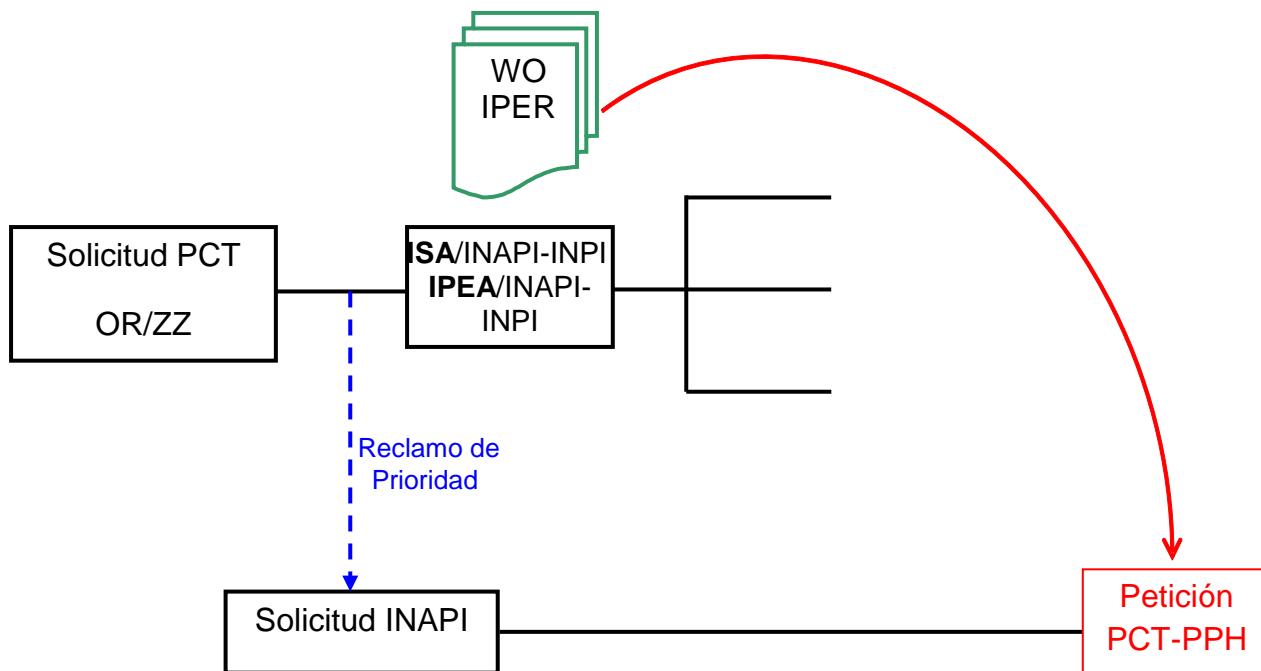 WO
IPER
Solicitud PCT
OR/ZZ
ISA/INAPI-INPI
IPEA/INAPI-
INPI
Reclamo de
Prioridad
Solicitud INAPI
Petición
PCT-PPH